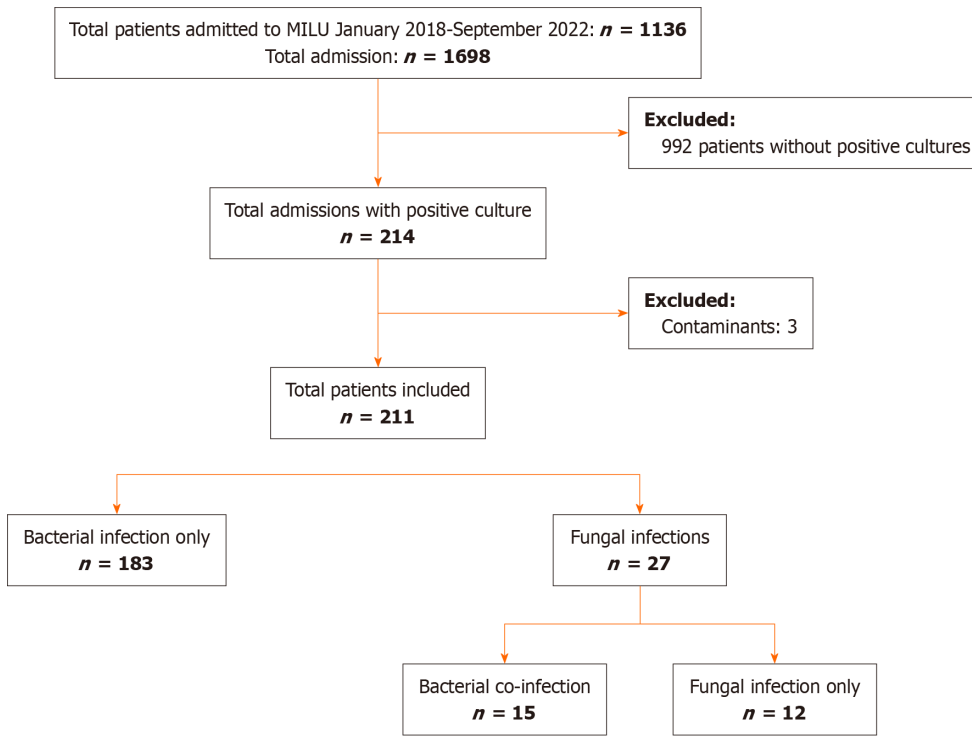 Total patients admitted to MILU January 2018-September 2022: n = 1136
Total admission: n = 1698
Excluded:
992 patients without positive cultures
Total admissions with positive culture
n = 214
Excluded:
Contaminants: 3
Total patients included
n = 211
Bacterial infection only
n = 183
Fungal infections
n = 27
Bacterial co-infection
n = 15
Fungal infection only
n = 12